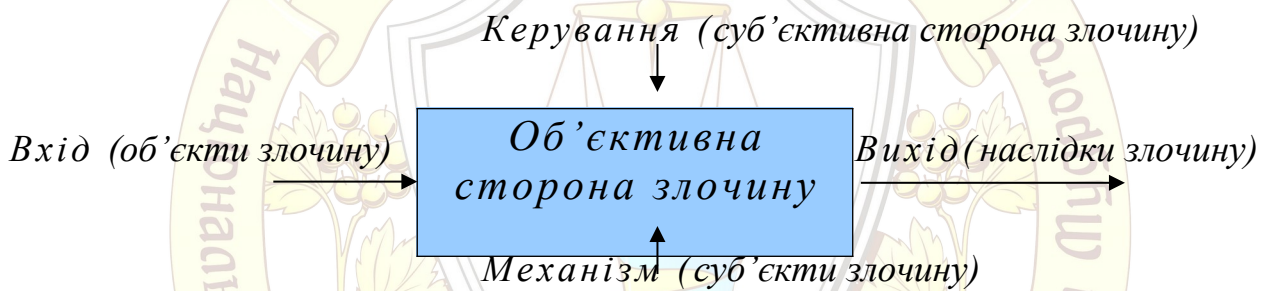 Керування (суб’єктивна сторона злочину)
Об’єктивна
сторона злочину
Вхід (об’єкти злочину)
Вихід(наслідки злочину)
Механізм (суб’єкти злочину)